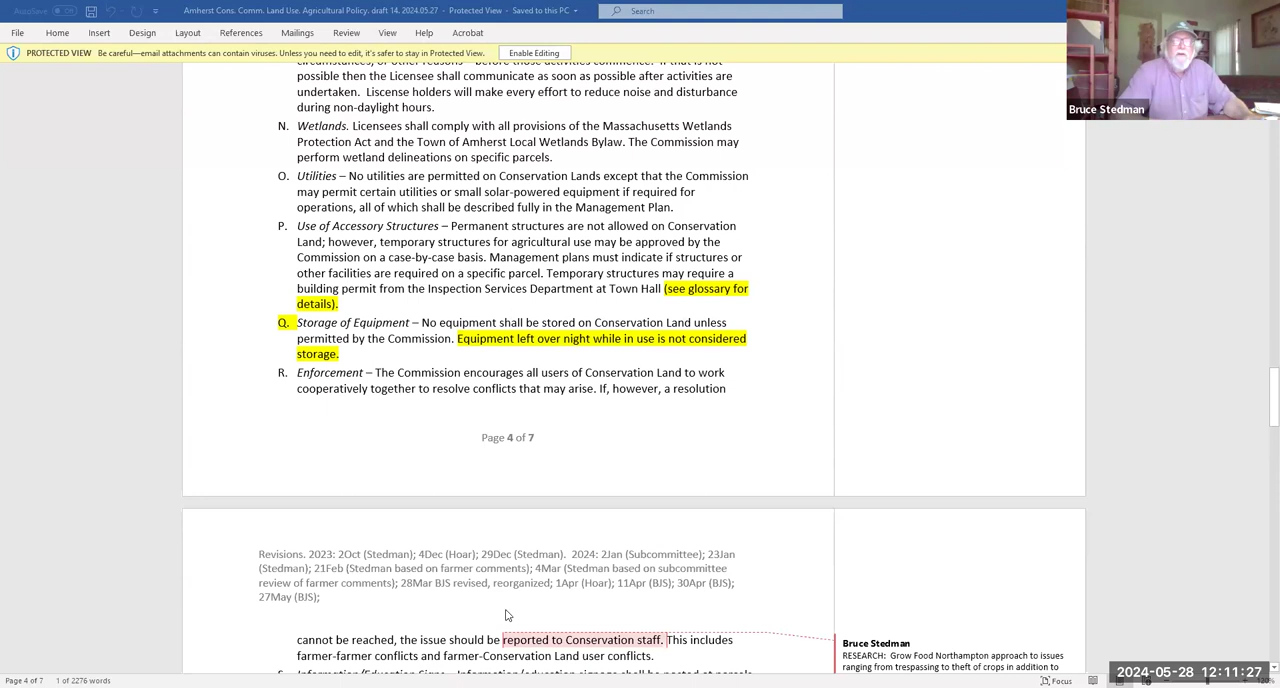 AutoSave Off Amherst Cons. Comm. Land Use. Agricultural Policy. draft 14. 2024.05.27 - Protected View • Saved to this PC Search
File Home Insert Design Layout References Mailings Review View Help Acrobat
PROTECTED VIEW Be careful—email attachments can contain viruses. Unless you need to edit, it's safer to stay in Protected View. Enable Editing
Bruce Stedman
circumstances, or other reasons – before those activities commence. If that is not
possible then the Licensee shall communicate as soon as possible after activities are
undertaken. Liscense holders will make every effort to reduce noise and disturbance
during non-daylight hours.
N. Wetlands. Licensees shall comply with all provisions of the Massachusetts Wetlands
Protection Act and the Town of Amherst Local Wetlands Bylaw. The Commission may
perform wetland delineations on specific parcels.
O. Utilities – No utilities are permitted on Conservation Lands except that the Commission
may permit certain utilities or small solar-powered equipment if required for
operations, all of which shall be described fully in the Management Plan.
P. Use of Accessory Structures – Permanent structures are not allowed on Conservation
Land; however, temporary structures for agricultural use may be approved by the
Commission on a case-by-case basis. Management plans must indicate if structures or
other facilities are required on a specific parcel. Temporary structures may require a
building permit from the Inspection Services Department at Town Hall (see glossary for
details).
Q. Storage of Equipment – No equipment shall be stored on Conservation Land unless
permitted by the Commission. Equipment left over night while in use is not considered
storage.
R. Enforcement – The Commission encourages all users of Conservation Land to work
cooperatively together to resolve conflicts that may arise. If, however, a resolution
Page 4 of 7
Revisions. 2023: 2Oct (Stedman); 4Dec (Hoar); 29Dec (Stedman). 2024: 2Jan (Subcommittee); 23Jan
(Stedman); 21Feb (Stedman based on farmer comments); 4Mar (Stedman based on subcommittee
review of farmer comments); 28Mar BJS revised, reorganized; 1Apr (Hoar); 11Apr (BJS); 30Apr (BJS);
27May (BJS);
cannot be reached, the issue should be reported to Conservation staff. This includes
farmer-farmer conflicts and farmer-Conservation Land user conflicts.
Bruce Stedman
RESEARCH: Grow Food Northampton approach to issues
ranging from trespassing to theft of crops in addition to
2024-05-28 12:11:27
Page 4 of 7 1 of 2276 words Focus